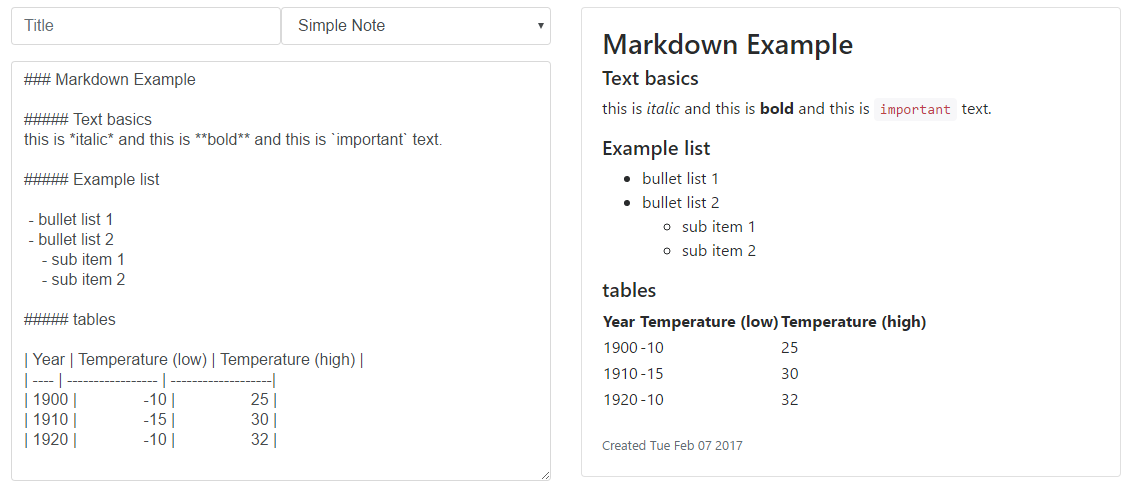 Title
Simple Note
### Markdown Example
##### Text basics
this is *italic* and this is **bold** and this is `important` text.
##### Example list
- bullet list 1
- bullet list 2
- sub item 1
- sub item 2
##### tables
| Year | Temperature (low) | Temperature (high) |
| ---- | ----------------- | -------------------|
| 1900 | -10 | 25 |
| 1910 | -15 | 30 |
| 1920 | -10 | 32 |
Markdown Example
Text basics
this is italic and this is bold and this is important text.
Example list
bullet list 1
bullet list 2
sub item 1
sub item 2
tables
Year Temperature (low) Temperature (high)
1900 -10 25
1910 -15 30
1920 -10 32
Created Tue Feb 07 2017